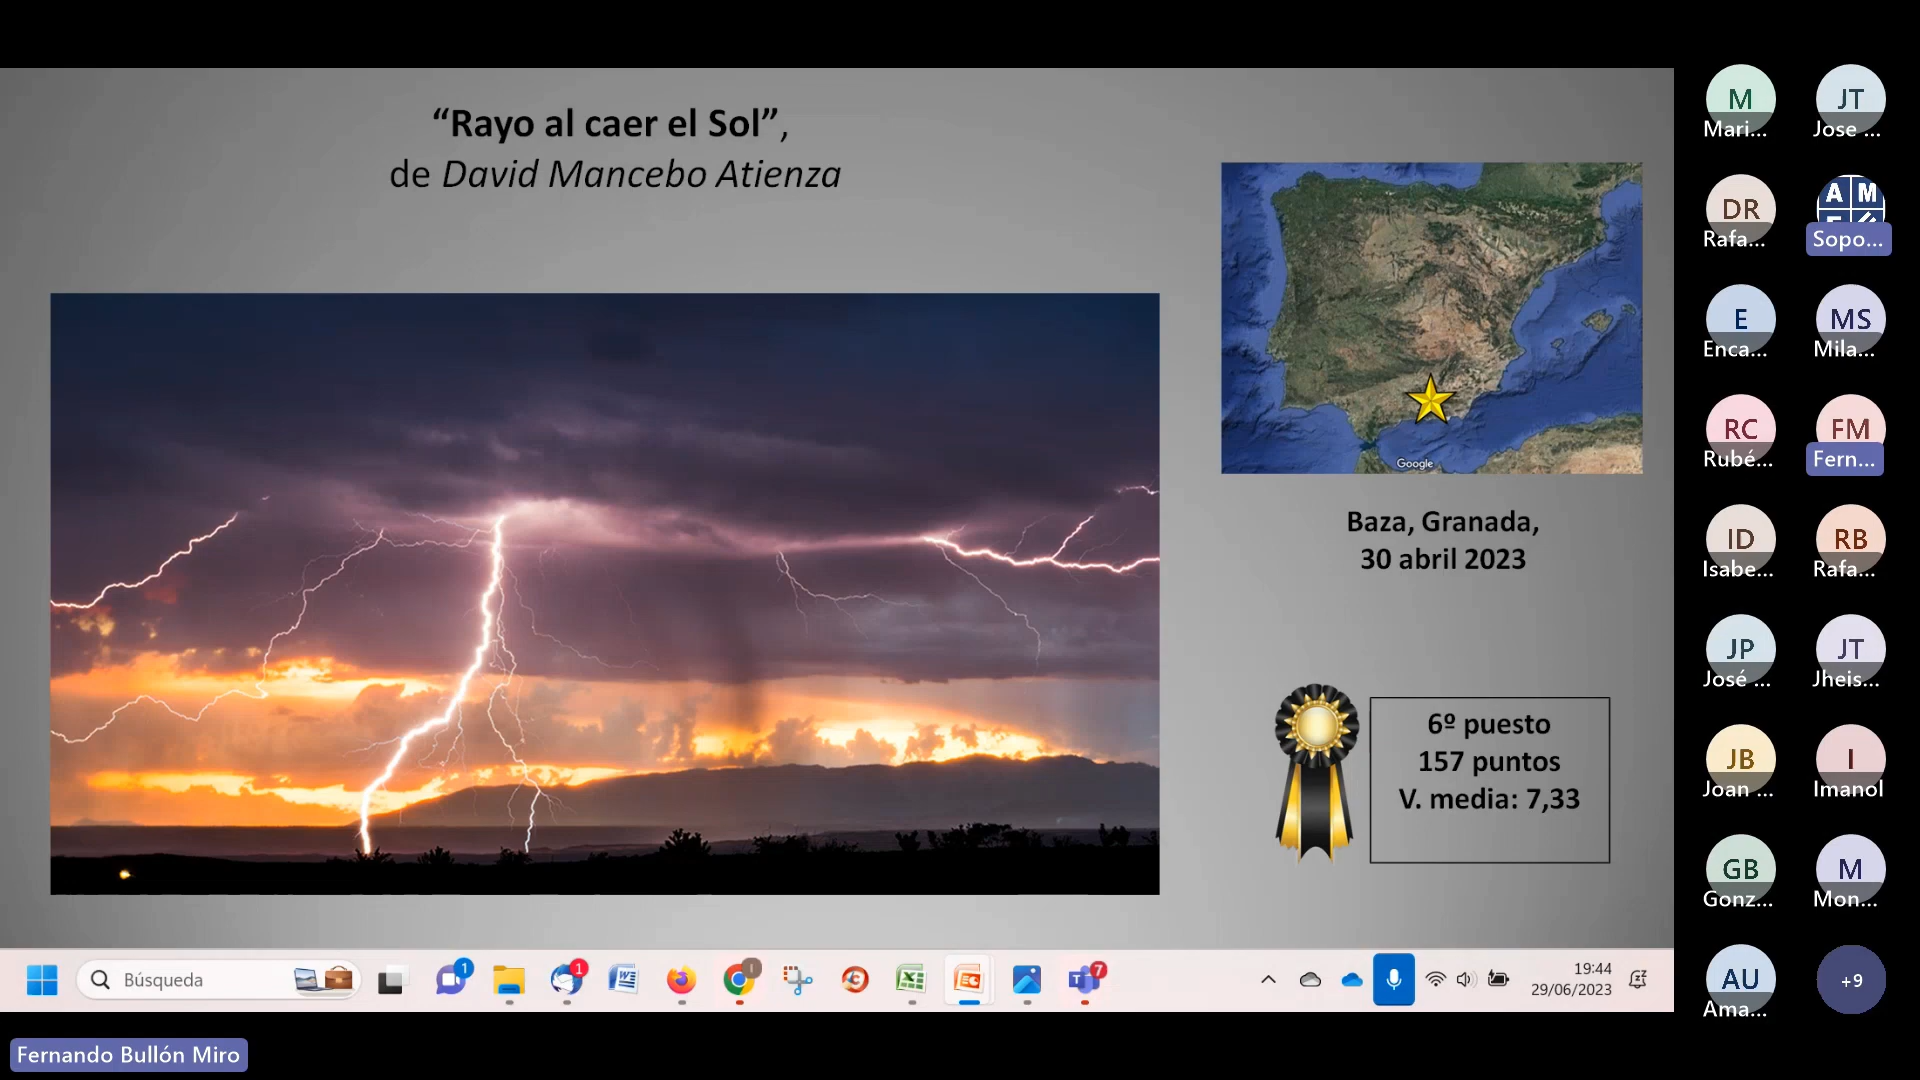 “Rayo al caer el Sol”,
de David Mancebo Atienza
Google
Baza, Granada,
30 abril 2023
6º puesto
157 puntos
V. media: 7,33
M
Mari...
JT
Jose ...
DR
Rafa...
A M
Sopo...
E
Enca...
MS
Mila...
RC
Rubé...
FM
Fern...
ID
Isabe...
RB
Rafa...
JP
José ...
JT
Jheis...
JB
Joan ...
I
Imanol
GB
Gonz...
M
Mon...
AU
Ama...
+9
Búsqueda
1
1
I
7
19:44
29/06/2023
Fernando Bullón Miro